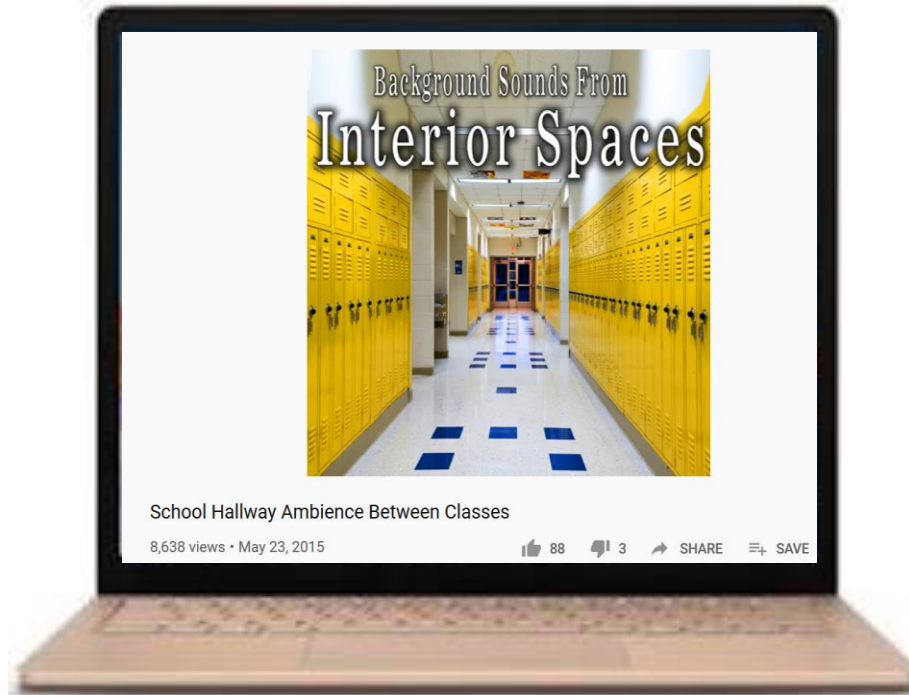 Background Sounds From
Interior Spaces
School Hallway Ambience Between Classes
8,638 views • May 23, 2015 88 3 SHARE SAVE